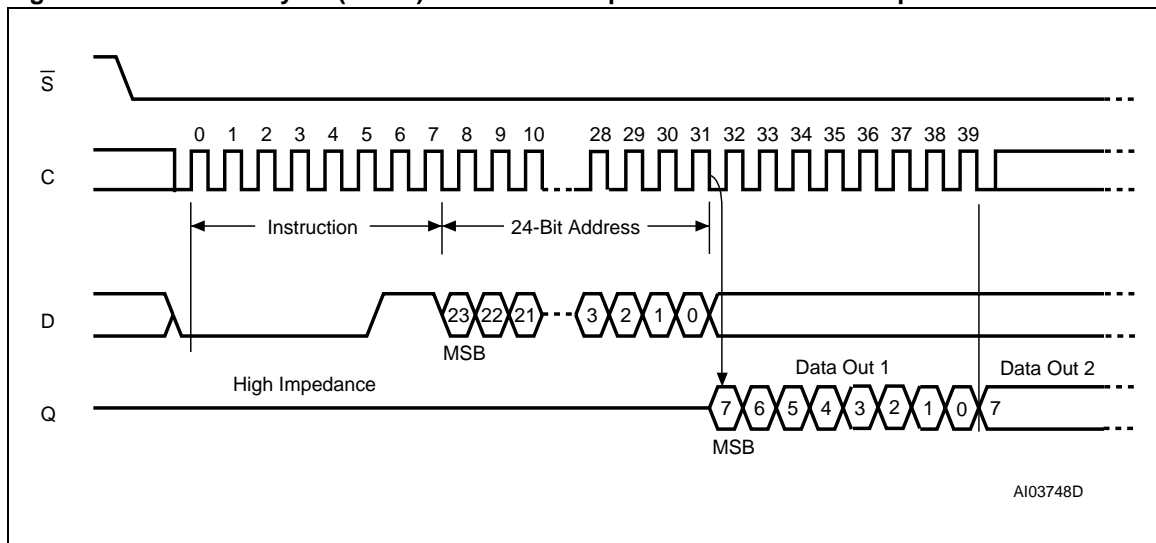 S
0 1 2 3 4 5 6 7 8 9 10 28 29 30 31 32 33 34 35 36 37 38 39
C
Instruction 24-Bit Address
D 23 22 21 3 2 1 0
MSB
Data Out 1 Data Out 2
High Impedance
Q 7 6 5 4 3 2 1 0 7
MSB
AI03748D